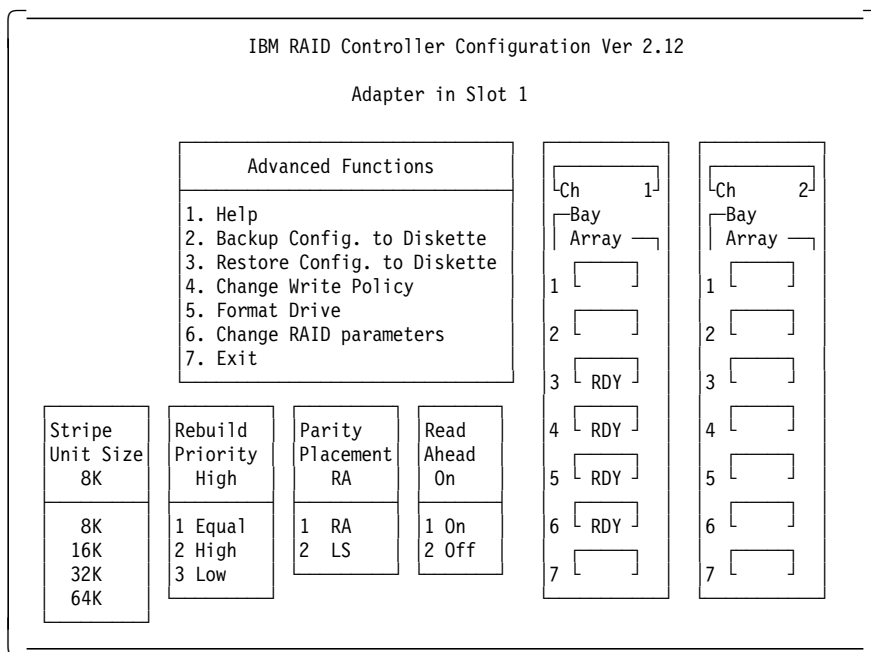 IBM RAID Controller Configuration Ver 2.12
Adapter in Slot 1
Advanced Functions
1. Help
2. Backup Config. to Diskette
3. Restore Config. to Diskette
4. Change Write Policy
5. Format Drive
6. Change RAID parameters
7. Exit
Ch 1
Bay
Array
1
2
3 RDY
4 RDY
5 RDY
6 RDY
7
Ch 2
Bay
Array
1
2
3
4
5
6
7
Stripe
Unit Size
8K
8K
16K
32K
64K
Rebuild
Priority
High
1 Equal
2 High
3 Low
Parity
Placement
RA
1 RA
2 LS
Read
Ahead
On
1 On
2 Off